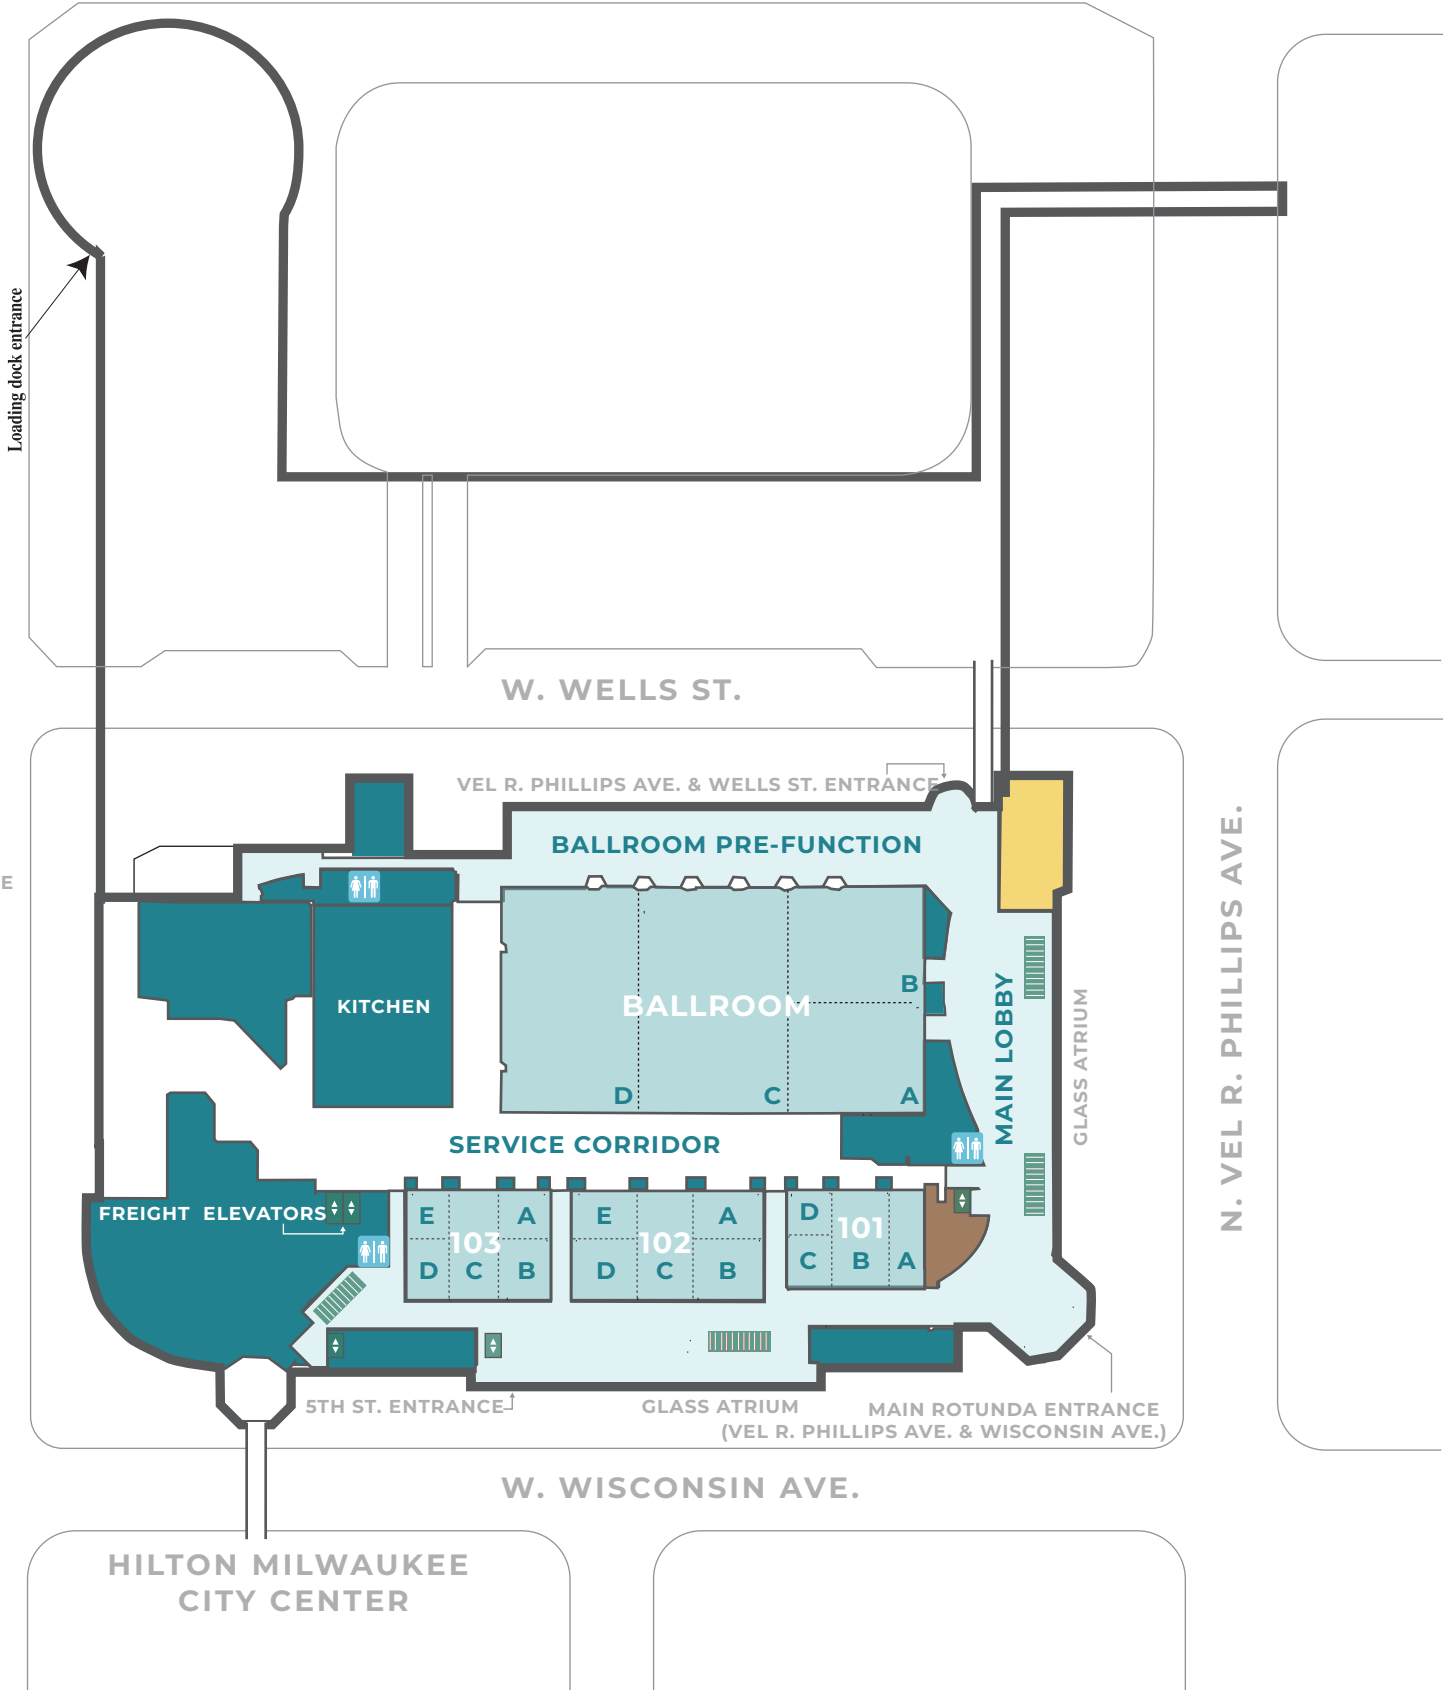 Loading dock entrance
W. WELLS ST.
VEL R. PHILLIPS AVE. & WELLS ST. ENTRANCE
BALLROOM PRE-FUNCTION
E
N. VEL R. PHILLIPS AVE.
KITCHEN
BALLROOM
B
D
C
A
MAIN LOBBY
GLASS ATRIUM
SERVICE CORRIDOR
FREIGHT ELEVATORS
E
A
103
D
C
B
E
A
102
D
C
B
D
101
C
B
A
5TH ST. ENTRANCE
GLASS ATRIUM
MAIN ROTUNDA ENTRANCE
(VEL R. PHILLIPS AVE. & WISCONSIN AVE.)
W. WISCONSIN AVE.
HILTON MILWAUKEE
CITY CENTER